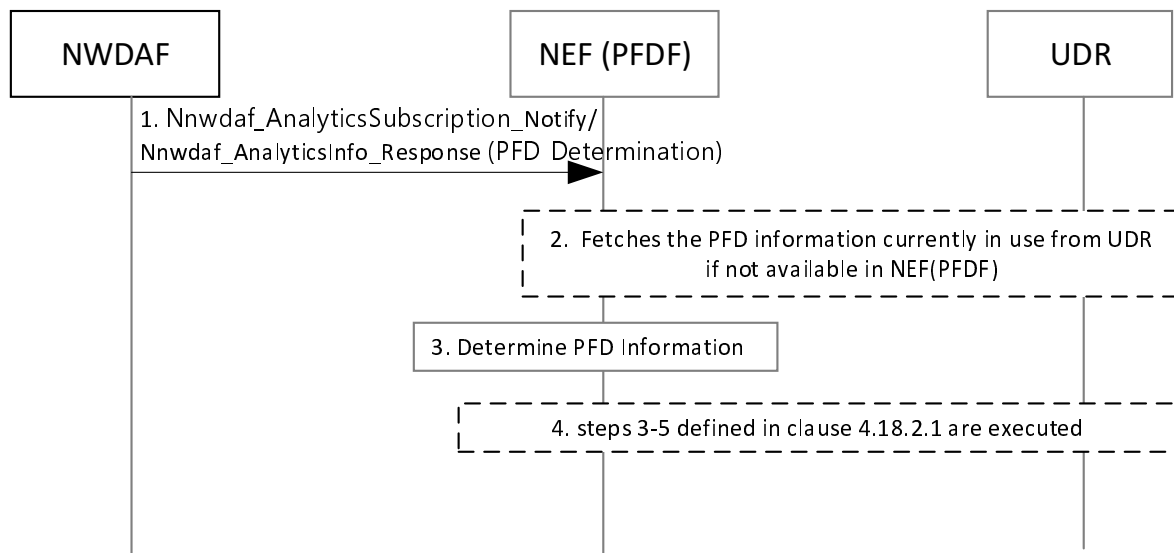 NWDAF
NEF (PFDF)
UDR
1. Nnwdaf_AnalyticsSubscription_Notify/
Nnwdaf_AnalyticsInfo_Response (PFD Determination)
2. Fetches the PFD information currently in use from UDR
if not available in NEF(PFDF)
3. Determine PFD Information
4. steps 3-5 defined in clause 4.18.2.1 are executed